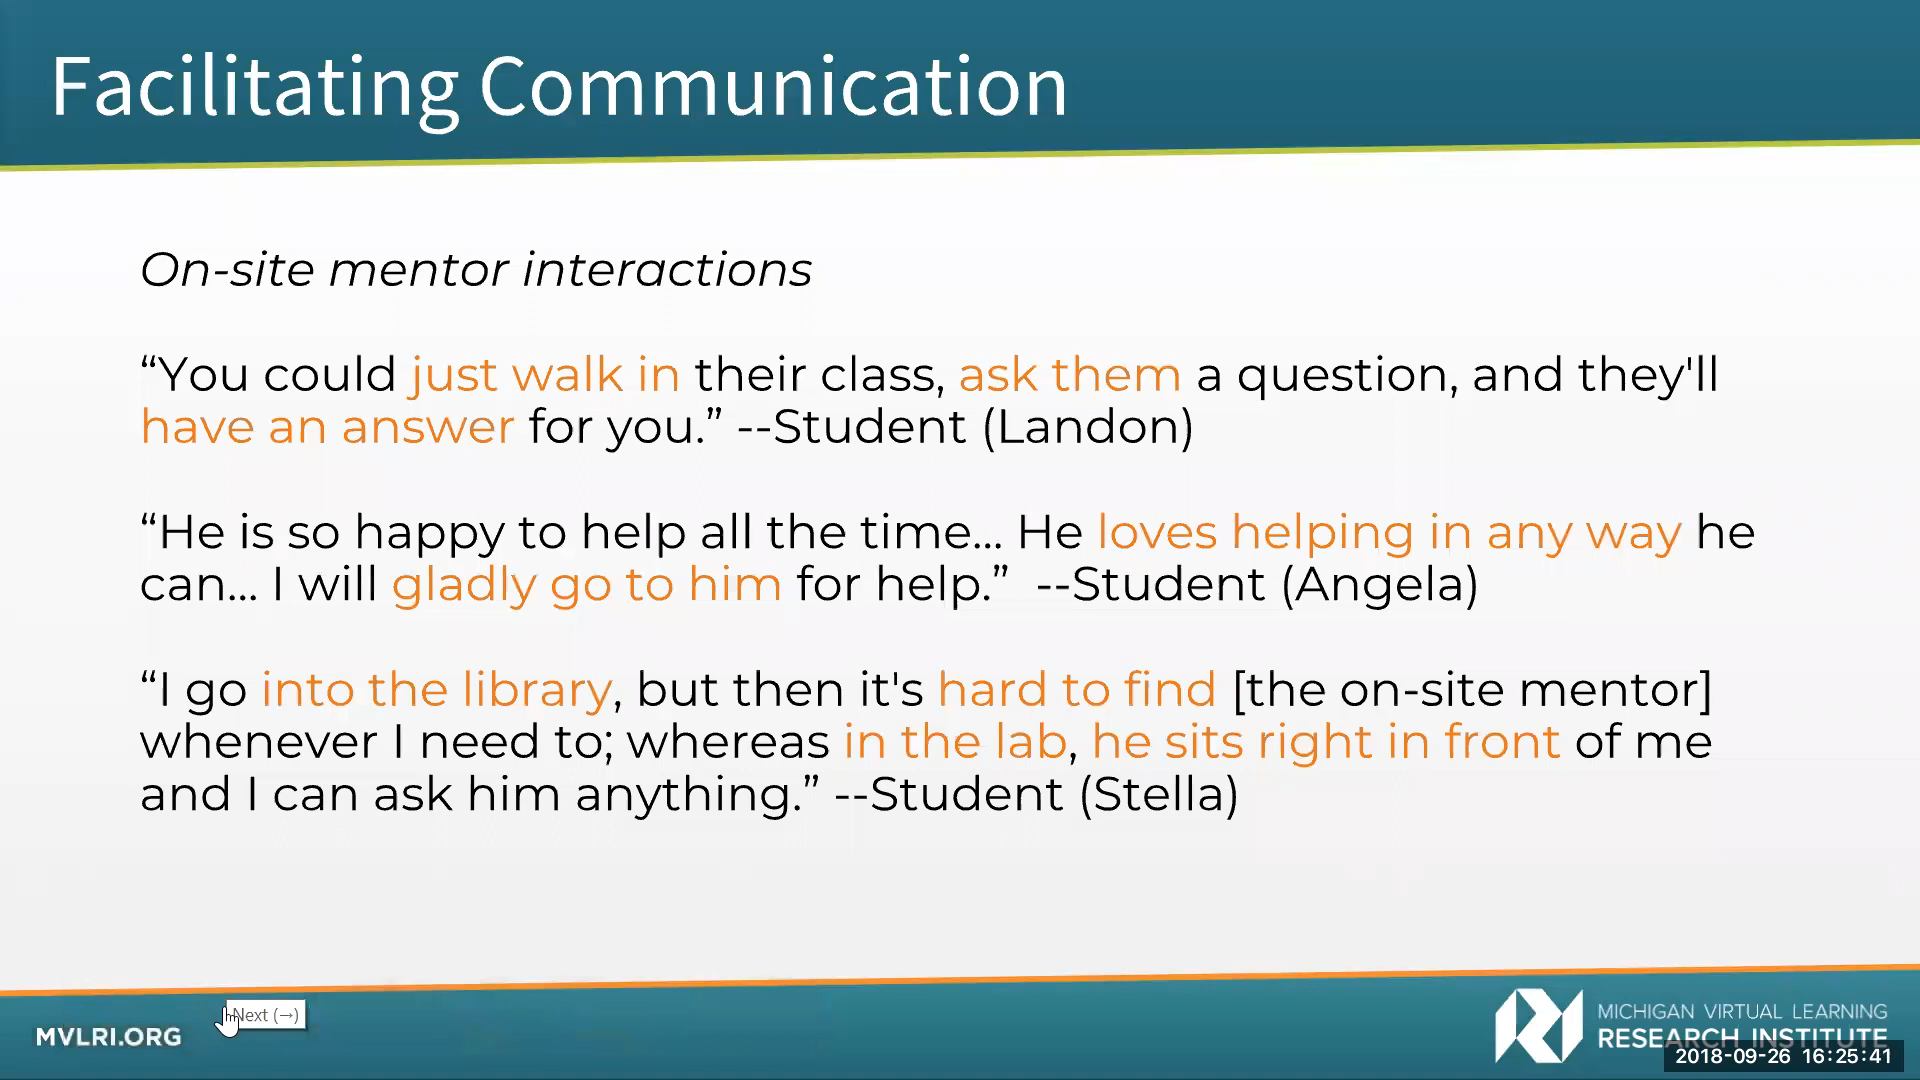 Facilitating Communication
On-site mentor interactions
“You could just walk in their class, ask them a question, and they'll
have an answer for you.” --Student (Landon)
“He is so happy to help all the time... He loves helping in any way he
can... I will gladly go to him for help.”  --Student (Angela)
“I go into the library, but then it's hard to find [the on-site mentor]
whenever I need to; whereas in the lab, he sits right in front of me
and I can ask him anything.” --Student (Stella)
Next (→)
MVLRI.ORG
MICHIGAN VIRTUAL LEARNING
RESEARCH INSTITUTE
2018-09-26 16:25:41